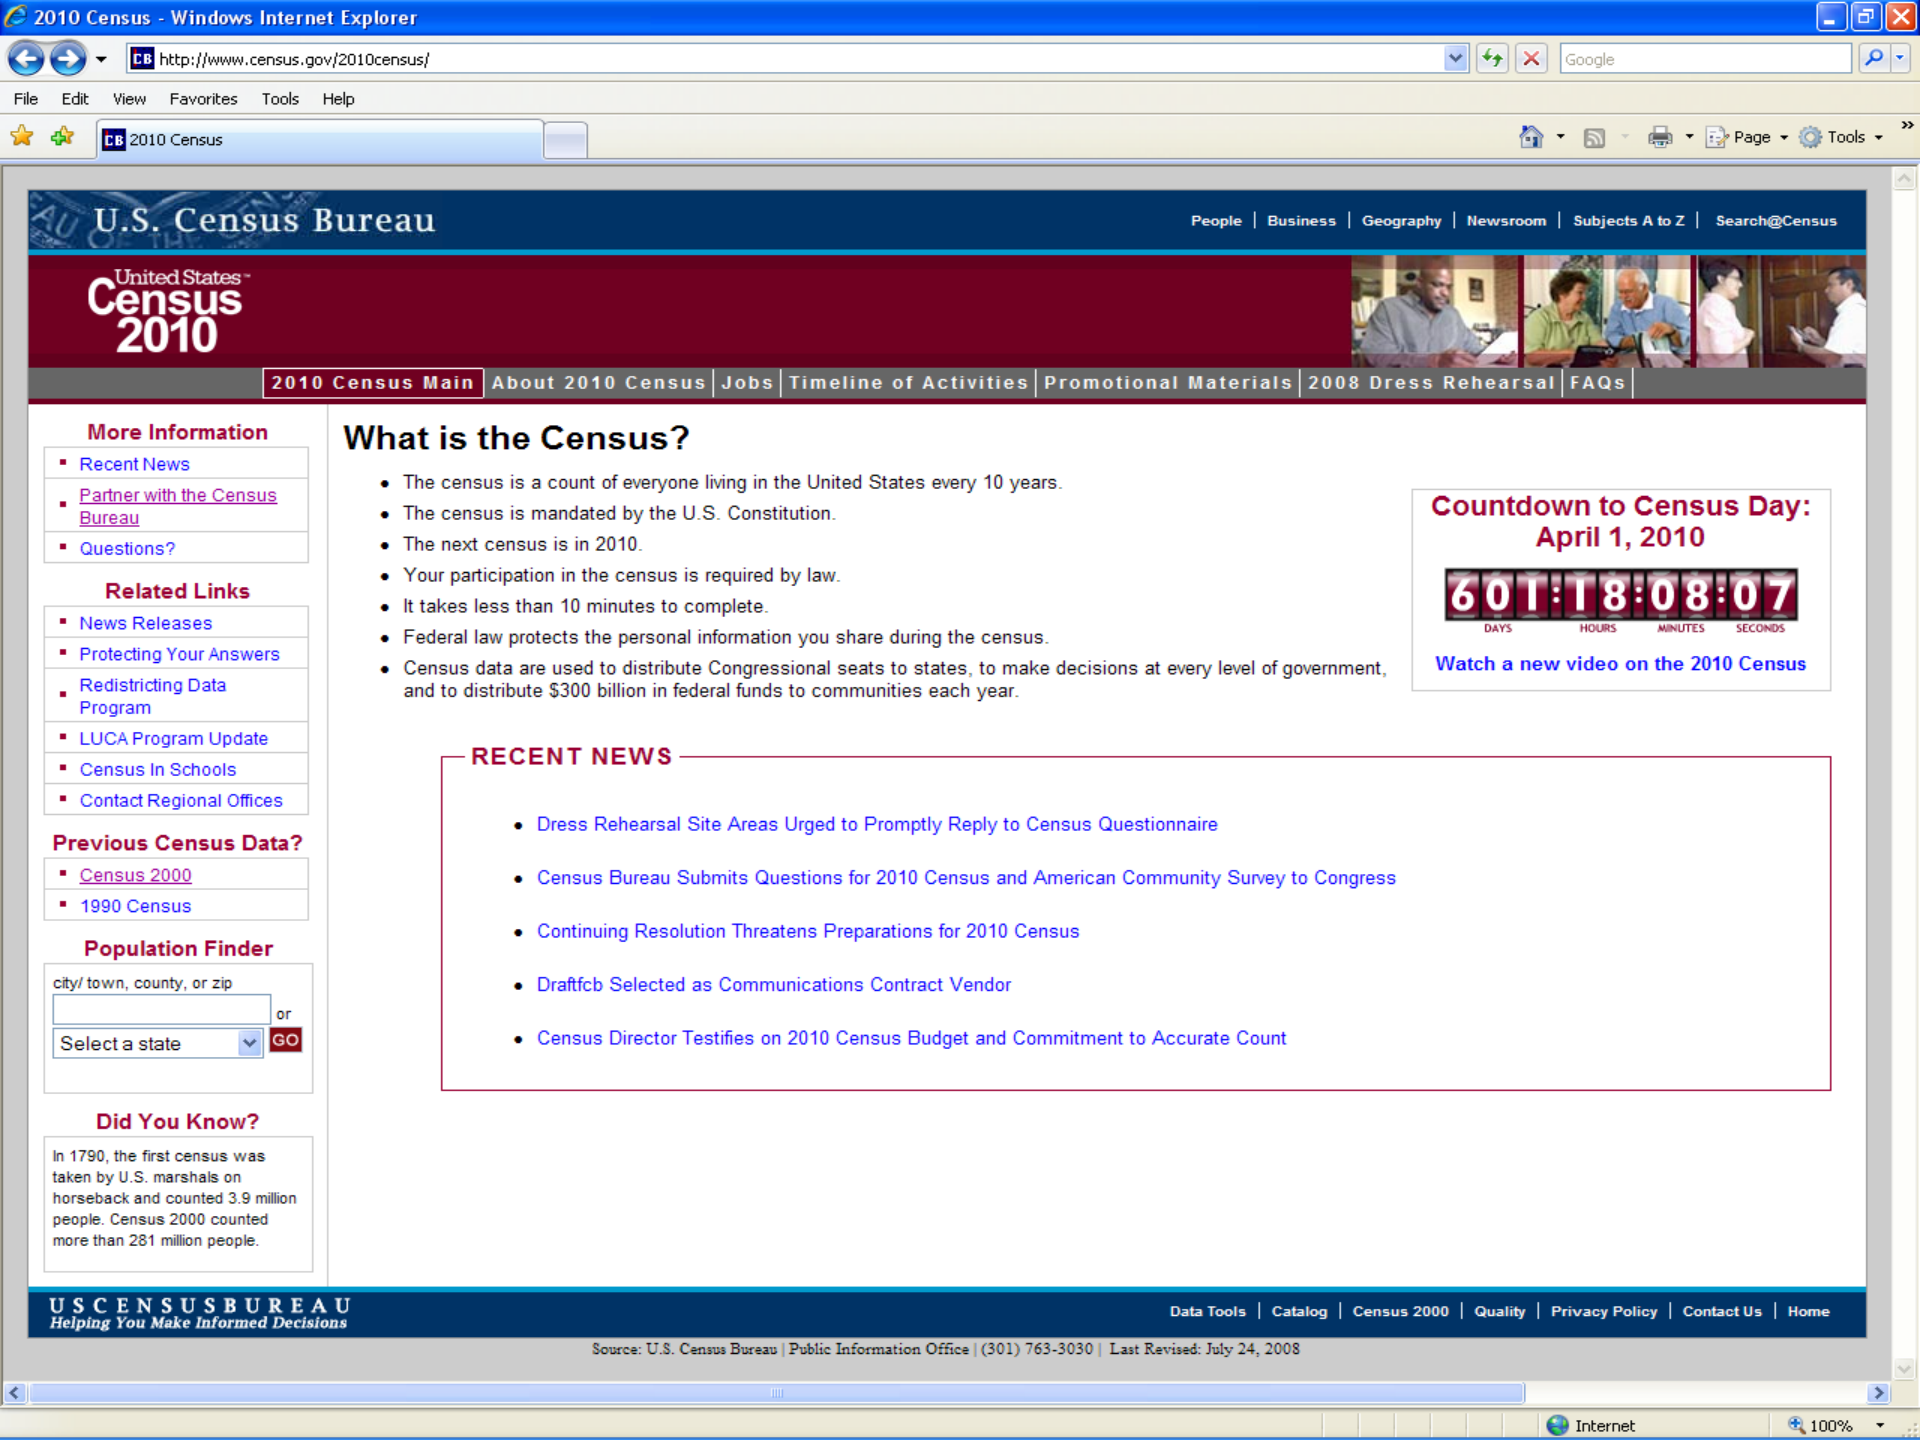 2010 Census - Windows Internet Explorer
http://www.census.gov/2010census/
Google
File Edit View Favorites Tools Help
2010 Census
Page Tools
U.S. Census Bureau
People | Business | Geography | Newsroom | Subjects A to Z | Search@Census
United States™
Census
2010
2010 Census Main About 2010 Census Jobs Timeline of Activities Promotional Materials 2008 Dress Rehearsal FAQs
More Information
Recent News
Partner with the Census
Bureau
Questions?
Related Links
News Releases
Protecting Your Answers
Redistricting Data
Program
LUCA Program Update
Census In Schools
Contact Regional Offices
Previous Census Data?
Census 2000
1990 Census
Population Finder
city/ town, county, or zip
or
Select a state GO
Did You Know?
In 1790, the first census was
taken by U.S. marshals on
horseback and counted 3.9 million
people. Census 2000 counted
more than 281 million people.
What is the Census?
The census is a count of everyone living in the United States every 10 years.
The census is mandated by the U.S. Constitution.
The next census is in 2010.
Your participation in the census is required by law.
It takes less than 10 minutes to complete.
Federal law protects the personal information you share during the census.
Census data are used to distribute Congressional seats to states, to make decisions at every level of government,
and to distribute $300 billion in federal funds to communities each year.
Countdown to Census Day:
April 1, 2010
601:18:08:07
DAYS HOURS MINUTES SECONDS
Watch a new video on the 2010 Census
RECENT NEWS
Dress Rehearsal Site Areas Urged to Promptly Reply to Census Questionnaire
Census Bureau Submits Questions for 2010 Census and American Community Survey to Congress
Continuing Resolution Threatens Preparations for 2010 Census
Draftfcb Selected as Communications Contract Vendor
Census Director Testifies on 2010 Census Budget and Commitment to Accurate Count
USCENSUSBUREAU
Helping You Make Informed Decisions
Data Tools | Catalog | Census 2000 | Quality | Privacy Policy | Contact Us | Home
Source: U.S. Census Bureau | Public Information Office | (301) 763-3030 | Last Revised: July 24, 2008
Internet 100%